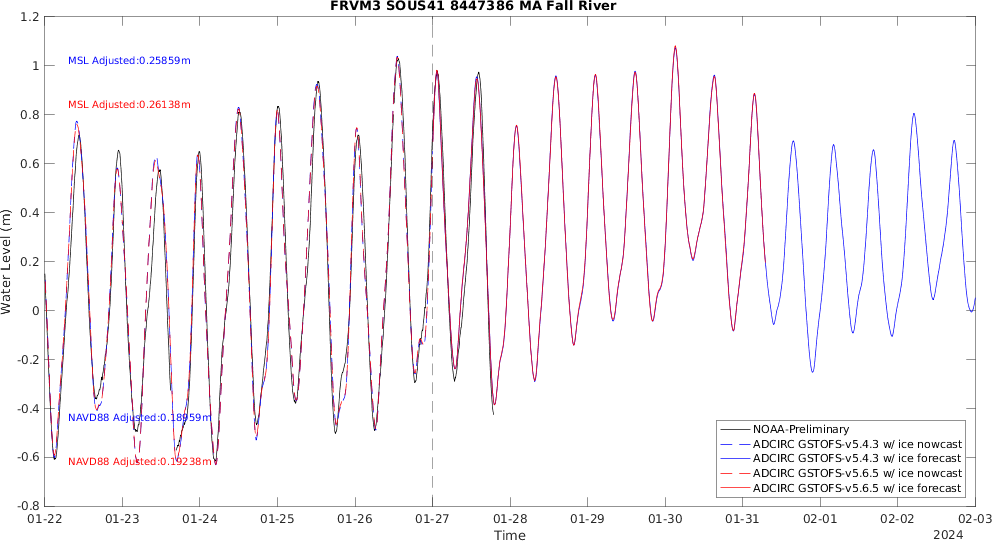 FRVM3 SOUS41 8447386 MA Fall River
1.2
1
0.8
0.6
0.4
0.2
0
-0.2
-0.4
-0.6
-0.8
Water Level (m)
MSL Adjusted:0.25859m
MSL Adjusted:0.26138m
NAVD88 Adjusted:0.18959m
NAVD88 Adjusted:0.19238m
NOAA-Preliminary
ADCIRC GSTOFS-v5.4.3 w/ ice nowcast
ADCIRC GSTOFS-v5.4.3 w/ ice forecast
ADCIRC GSTOFS-v5.6.5 w/ ice nowcast
ADCIRC GSTOFS-v5.6.5 w/ ice forecast
01-22 01-23 01-24 01-25 01-26 01-27 01-28 01-29 01-30 01-31 02-01 02-02 02-03
Time
2024